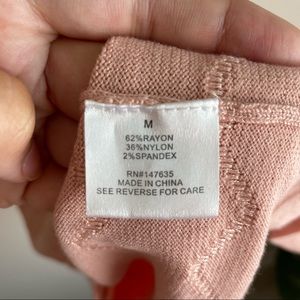 M
62%RAYON
36%NYLON
2%SPANDEX
RN#147635
MADE IN CHINA
SEE REVERSE FOR CARE